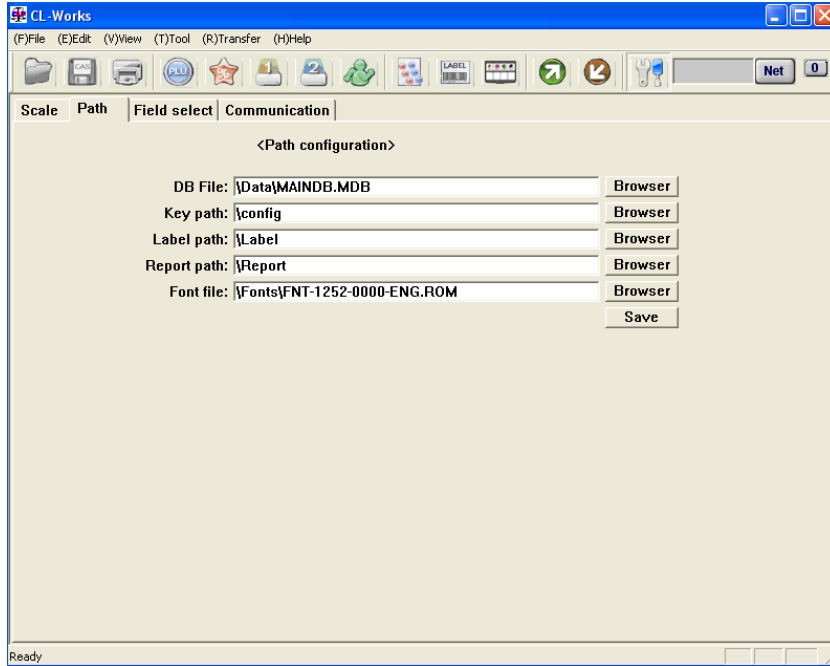 CL-Works
(F)File (E)Edit (V)View (T)Tool (R)Transfer (H)Help
CAS PLU LABEL Net 0
Scale Path Field select Communication
<Path configuration>
DB File: \Data\MAINDB.MDB Browser
Key path: \config Browser
Label path: \Label Browser
Report path: \Report Browser
Font file: \Fonts\FNT-1252-0000-ENG.ROM Browser
Save
Ready